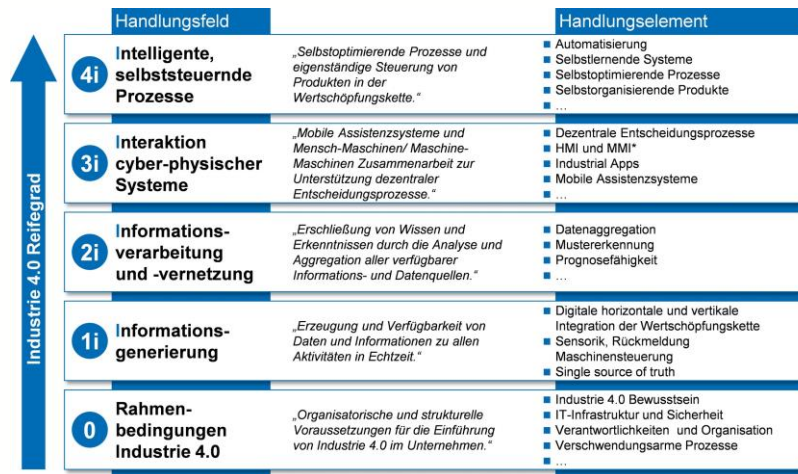 Handlungsfeld
Handlungselement
Industrie 4.0 Reifegrad
4i
Intelligente,
selbststeuernde
Prozesse
„Selbstoptimierende Prozesse und
eigenständige Steuerung von
Produkten in der
Wertschöpfungskette.“
■ Automatisierung
■ Selbstlernende Systeme
■ Selbstoptimierende Prozesse
■ Selbstorganisierende Produkte
■ ...
3i
Interaktion
cyber-physischer
Systeme
„Mobile Assistenzsysteme und
Mensch-Maschinen/ Maschine-
Maschinen Zusammenarbeit zur
Unterstützung dezentraler
Entscheidungsprozesse.“
■ Dezentrale Entscheidungsprozesse
■ HMI und MMI*
■ Industrial Apps
■ Mobile Assistenzsysteme
■ ...
2i
Informations-
verarbeitung
und -vernetzung
„Erschließung von Wissen und
Erkenntnissen durch die Analyse und
Aggregation aller verfügbarer
Informations- und Datenquellen.“
■ Datenaggregation
■ Mustererkennung
■ Prognosefähigkeit
■ ...
1i
Informations-
generierung
„Erzeugung und Verfügbarkeit von
Daten und Informationen zu allen
Aktivitäten in Echtzeit.“
■ Digitale horizontale und vertikale
Integration der Wertschöpfungskette
■ Sensorik, Rückmeldung
Maschinensteuerung
■ Single source of truth
0
Rahmen-
bedingungen
Industrie 4.0
„Organisatorische und strukturelle
Voraussetzungen für die Einführung
von Industrie 4.0 im Unternehmen.“
■ Industrie 4.0 Bewusstsein
■ IT-Infrastruktur und Sicherheit
■ Verantwortlichkeiten und Organisation
■ Verschwendungsarme Prozesse
■ ...